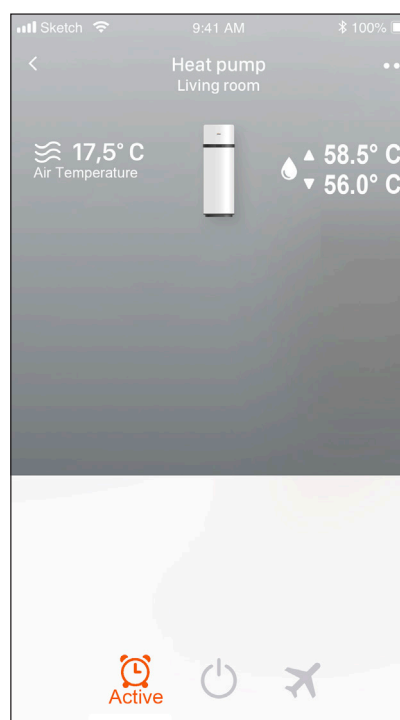 Sketch 9:41 AM 100%
Heat pump
Living room
17,5° C
Air Temperature
58.5° C
56.0° C
Active